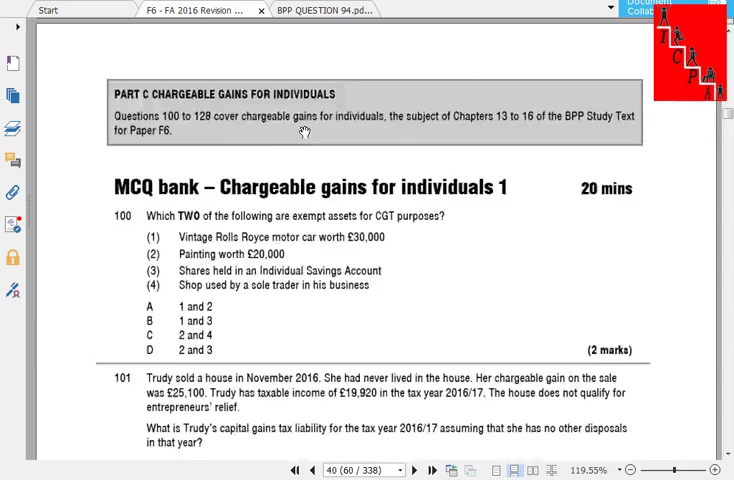 Document
Collab
Start
F6 - FA 2016 Revision ...
BPP QUESTION 94.pd...
I
C
P
A
PART C CHARGEABLE GAINS FOR INDIVIDUALS
Questions 100 to 128 cover chargeable gains for individuals, the subject of Chapters 13 to 16 of the BPP Study Text
for Paper F6.
MCQ bank – Chargeable gains for individuals 1 20 mins
100 Which TWO of the following are exempt assets for CGT purposes?
(1) Vintage Rolls Royce motor car worth £30,000
(2) Painting worth £20,000
(3) Shares held in an Individual Savings Account
(4) Shop used by a sole trader in his business
A 1 and 2
B 1 and 3
C 2 and 4
D 2 and 3 (2 marks)
101 Trudy sold a house in November 2016. She had never lived in the house. Her chargeable gain on the sale
was £25,100. Trudy has taxable income of £19,920 in the tax year 2016/17. The house does not qualify for
entrepreneurs' relief.
What is Trudy's capital gains tax liability for the tax year 2016/17 assuming that she has no other disposals
in that year?
40 (60 / 338)
119.55%